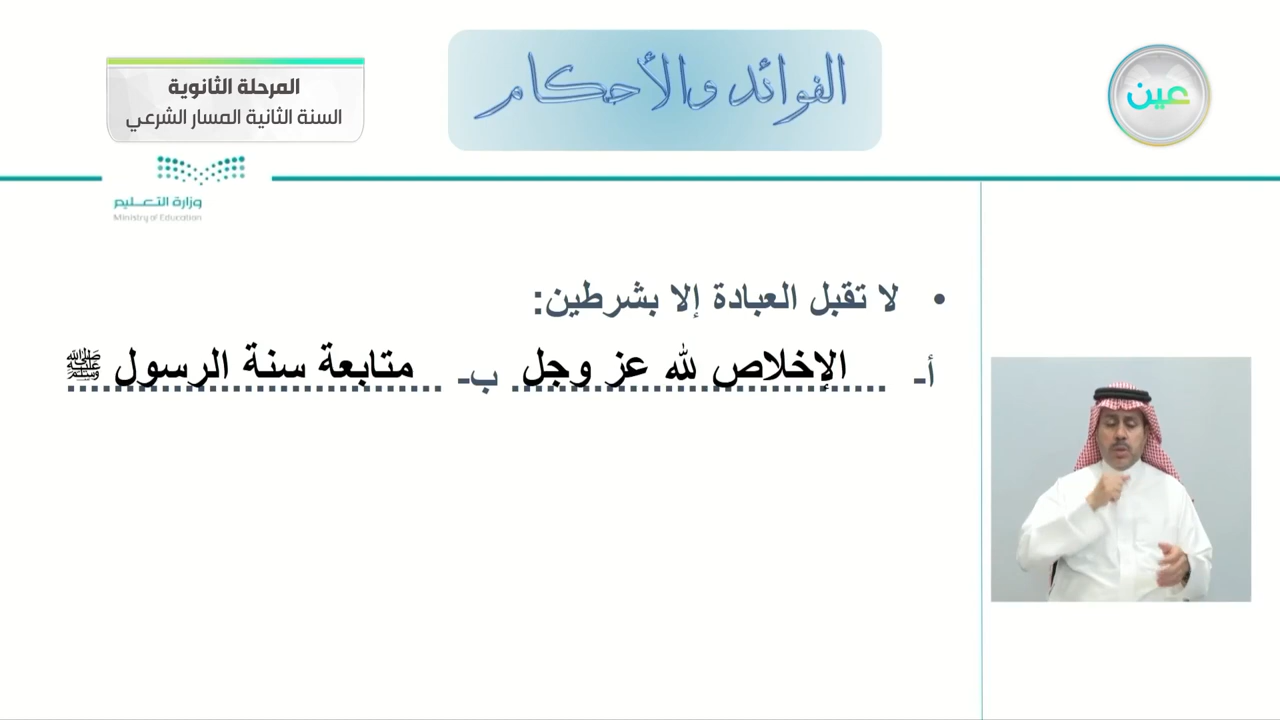 الفوائد والأحكام
المرحلة الثانوية
السنة الثانية المسار الشرعي
عين
وزارة التعليم
Ministry of Education
• لا تقبل العبادة إلا بشرطين:
أ- الإخلاص لله عز وجل ب- متابعة سنة الرسول ﷺ